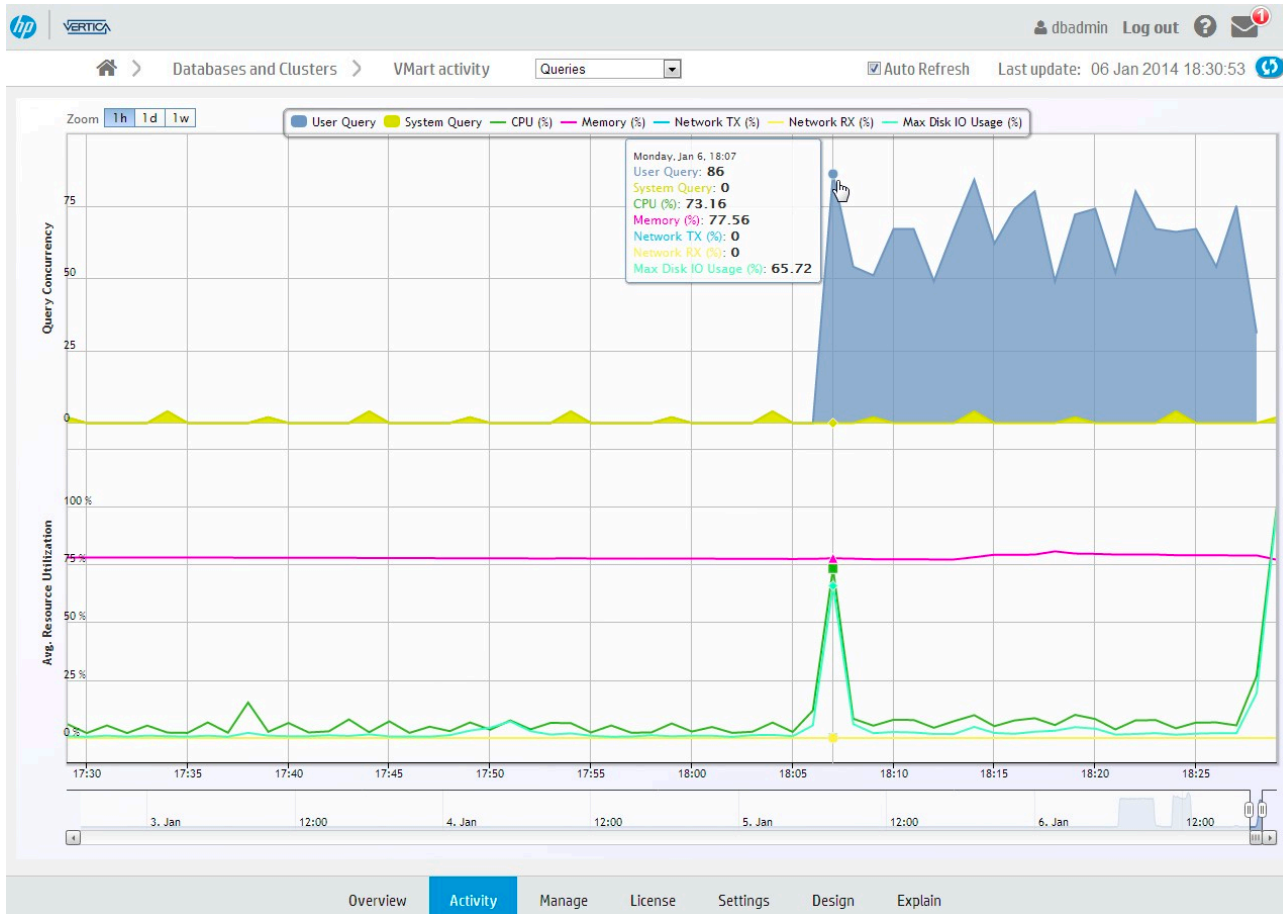 hp VERTICA dbadmin Log out ? 1
> Databases and Clusters > VMart activity Queries Auto Refresh Last update: 06 Jan 2014 18:30:53
Zoom 1h 1d 1w User Query System Query CPU (%) Memory (%) Network TX (%) Network RX (%) Max Disk IO Usage (%)
Monday, Jan 6, 18:07
User Query: 86
System Query: 0
CPU (%): 73.16
Memory (%): 77.56
Network TX (%): 0
Network RX (%): 0
Max Disk IO Usage (%): 65.72
Query Concurrency
75
50
25
0
Avg. Resource Utilization
100 %
75 %
50 %
25 %
0 %
17:30 17:35 17:40 17:45 17:50 17:55 18:00 18:05 18:10 18:15 18:20 18:25
3. Jan 12:00 4. Jan 12:00 5. Jan 12:00 6. Jan 12:00
Overview Activity Manage License Settings Design Explain